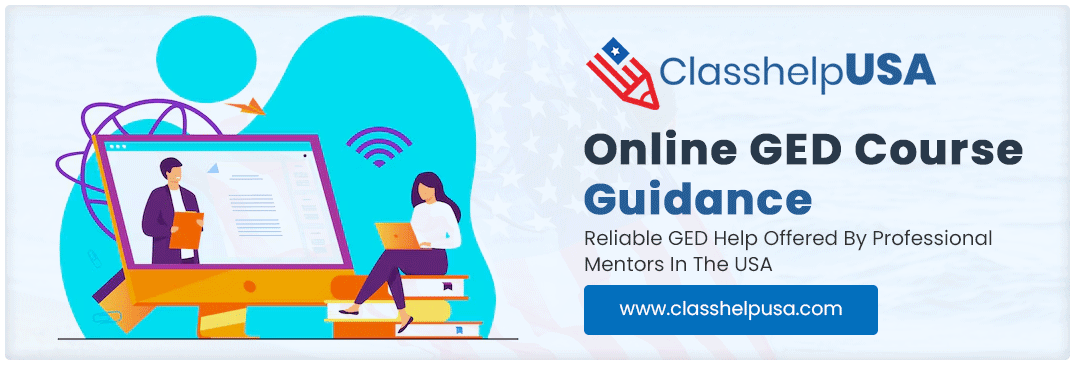 ClasshelpUSA
Online GED Course
Guidance
Reliable GED Help Offered By Professional
Mentors In The USA
www.classhelpusa.com